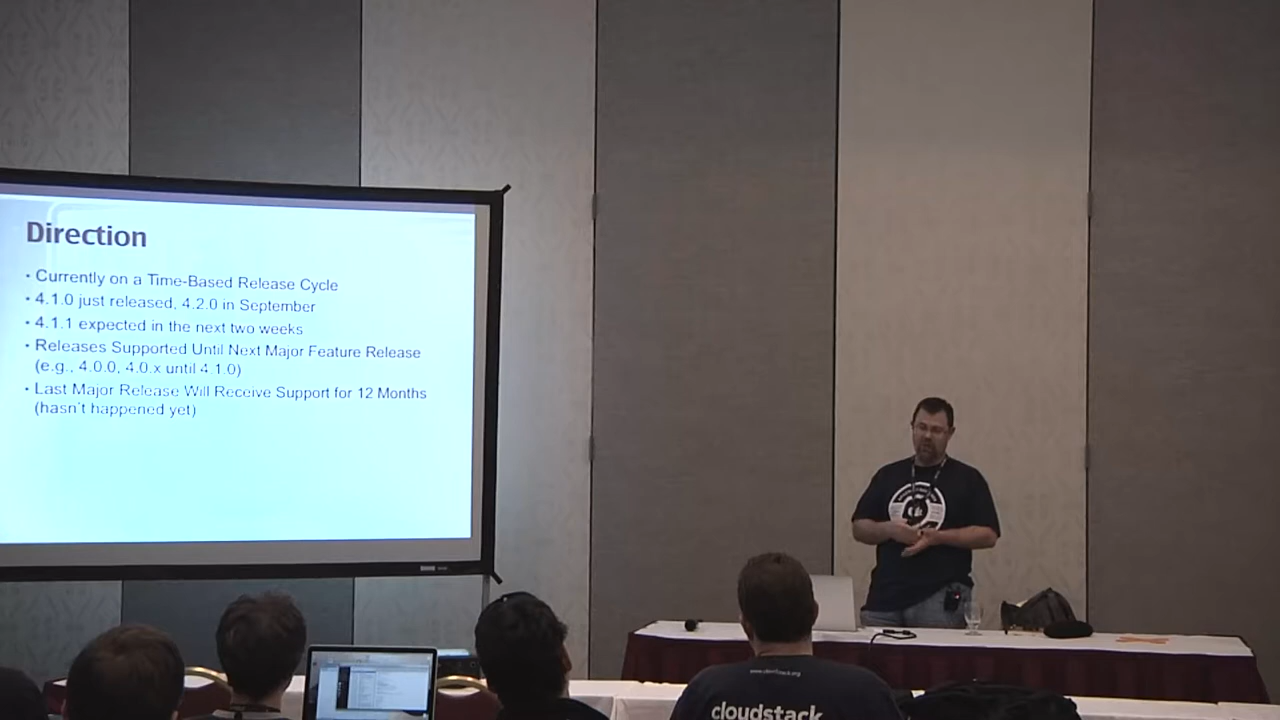 Direction
• Currently on a Time-Based Release Cycle
• 4.1.0 just released, 4.2.0 in September
• 4.1.1 expected in the next two weeks
• Releases Supported Until Next Major Feature Release
(e.g., 4.0.0, 4.0.x until 4.1.0)
• Last Major Release Will Receive Support for 12 Months
(hasn't happened yet)
cloudstack